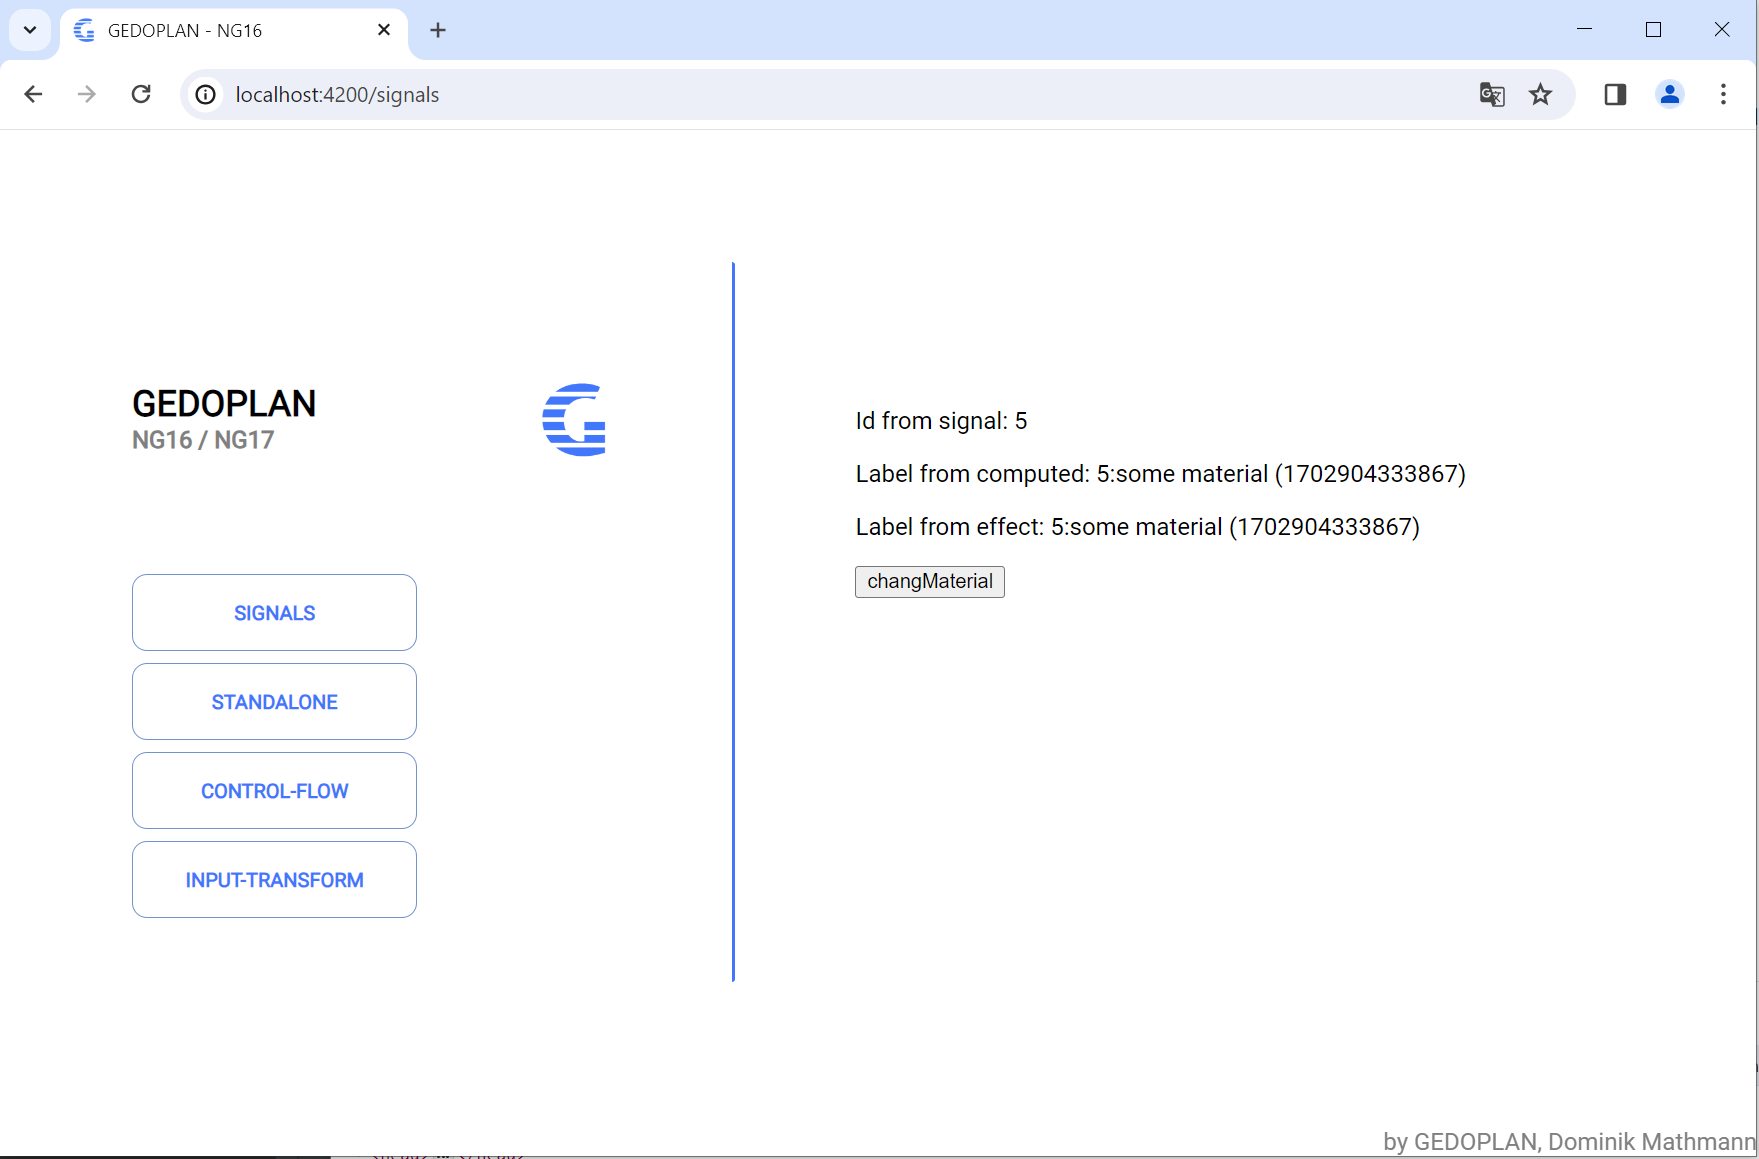 GEDOPLAN - NG16
localhost:4200/signals
GEDOPLAN
NG16 / NG17
SIGNALS
STANDALONE
CONTROL-FLOW
INPUT-TRANSFORM
Id from signal: 5
Label from computed: 5:some material (1702904333867)
Label from effect: 5:some material (1702904333867)
changMaterial
by GEDOPLAN, Dominik Mathmann